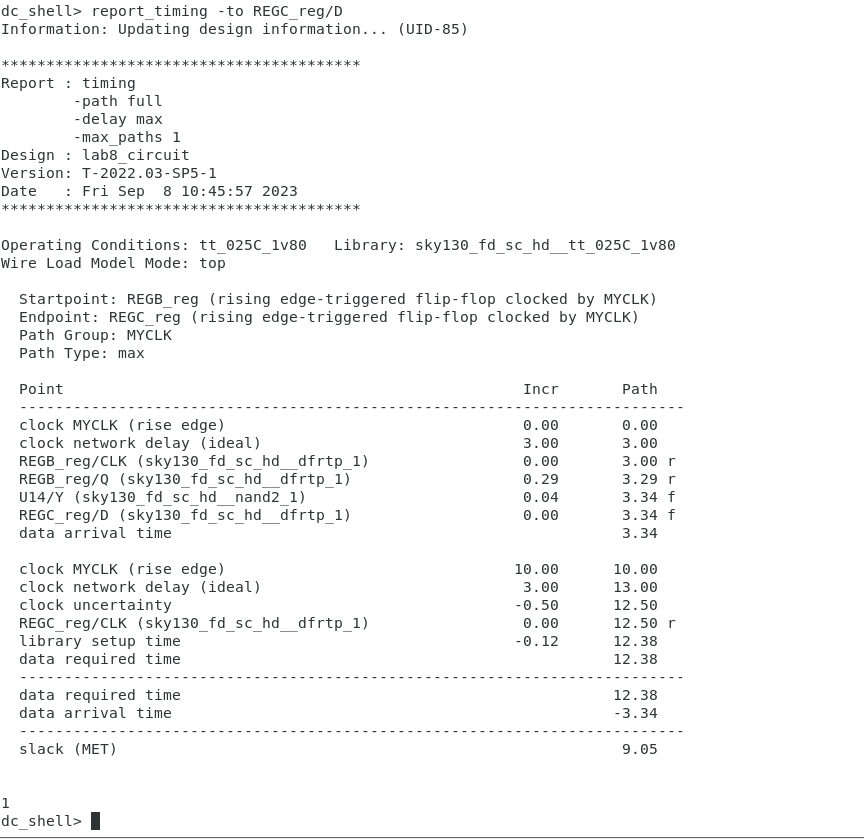 dc_shell> report_timing -to REGC_reg/D
Information: Updating design information... (UID-85)
****************************************
Report : timing
        -path full
        -delay max
        -max_paths 1
Design : lab8_circuit
Version: T-2022.03-SP5-1
Date   : Fri Sep  8 10:45:57 2023
****************************************
Operating Conditions: tt_025C_1v80   Library: sky130_fd_sc_hd__tt_025C_1v80
Wire Load Model Mode: top
  Startpoint: REGB_reg (rising edge-triggered flip-flop clocked by MYCLK)
  Endpoint: REGC_reg (rising edge-triggered flip-flop clocked by MYCLK)
  Path Group: MYCLK
  Path Type: max
  Point                                                   Incr       Path
  --------------------------------------------------------------------------
  clock MYCLK (rise edge)                                 0.00       0.00
  clock network delay (ideal)                             3.00       3.00
  REGB_reg/CLK (sky130_fd_sc_hd__dfrtp_1)                 0.00       3.00 r
  REGB_reg/Q (sky130_fd_sc_hd__dfrtp_1)                   0.29       3.29 r
  U14/Y (sky130_fd_sc_hd__nand2_1)                        0.04       3.34 f
  REGC_reg/D (sky130_fd_sc_hd__dfrtp_1)                   0.00       3.34 f
  data arrival time                                                  3.34
  clock MYCLK (rise edge)                                10.00      10.00
  clock network delay (ideal)                             3.00      13.00
  clock uncertainty                                      -0.50      12.50
  REGC_reg/CLK (sky130_fd_sc_hd__dfrtp_1)                 0.00      12.50 r
  library setup time                                     -0.12      12.38
  data required time                                                12.38
  --------------------------------------------------------------------------
  data required time                                                12.38
  data arrival time                                                 -3.34
  --------------------------------------------------------------------------
  slack (MET)                                                        9.05
1
dc_shell>